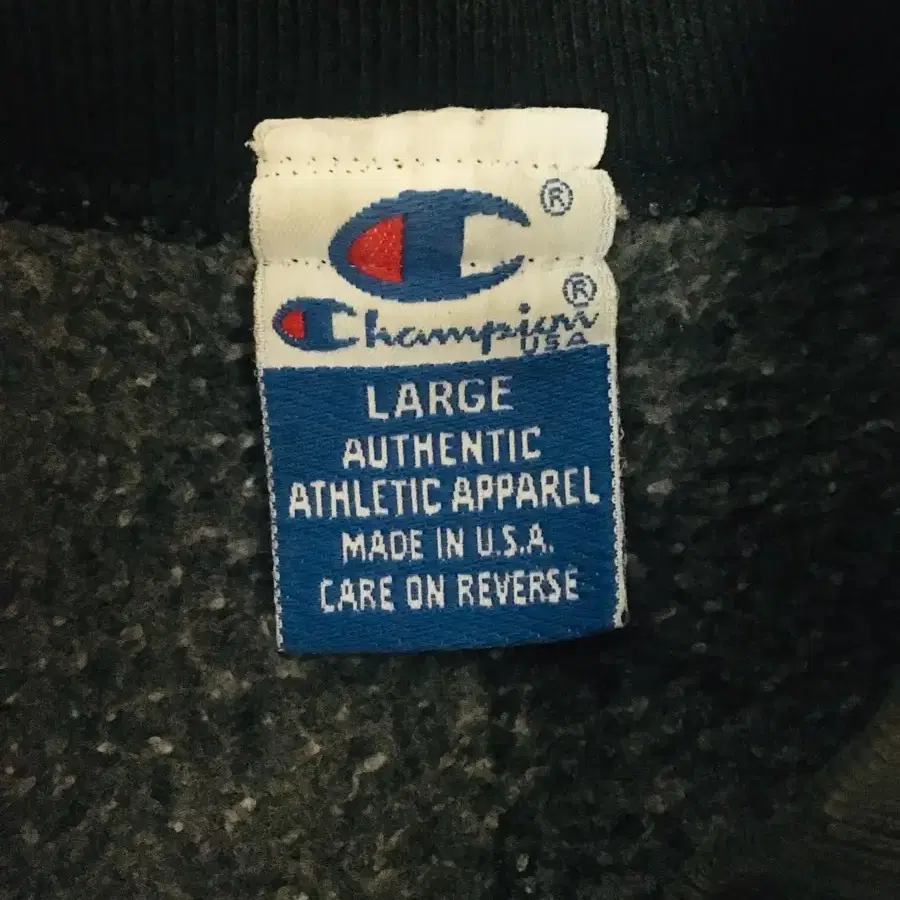 ®
®
Champion
USA
LARGE
AUTHENTIC
ATHLETIC APPAREL
MADE IN U.S.A.
CARE ON REVERSE